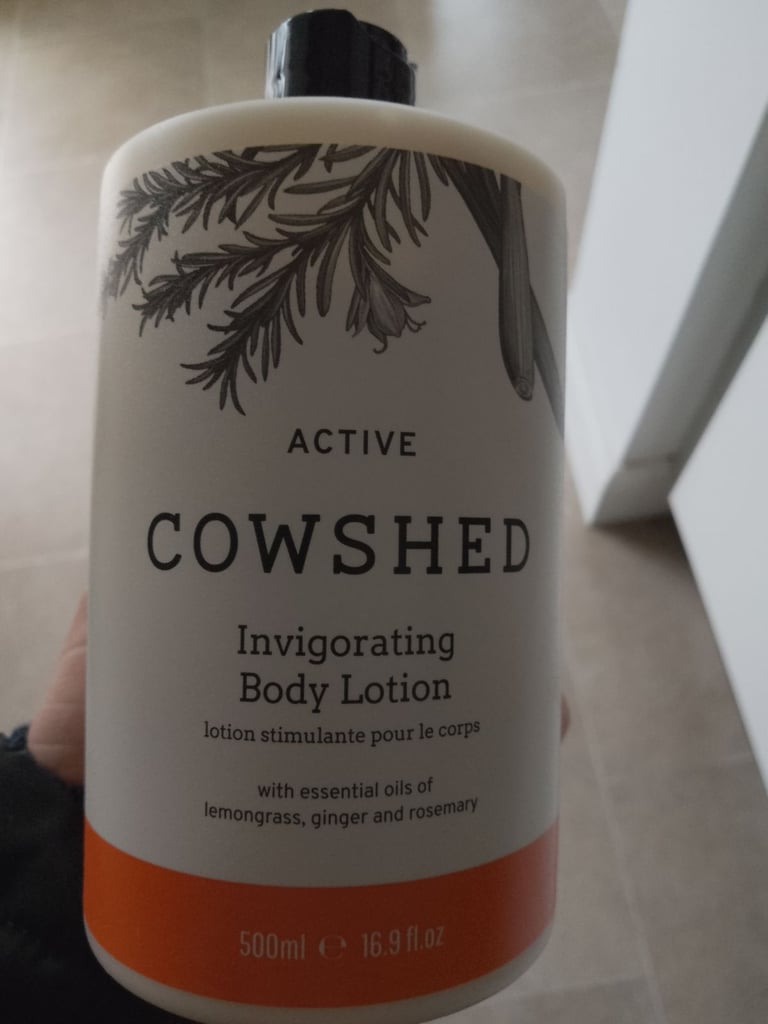 ACTIVE
COWSHED
Invigorating
Body Lotion
lotion stimulante pour le corps
with essential oils of
lemongrass, ginger and rosemary
500ml ℮ 16.9 fl.oz